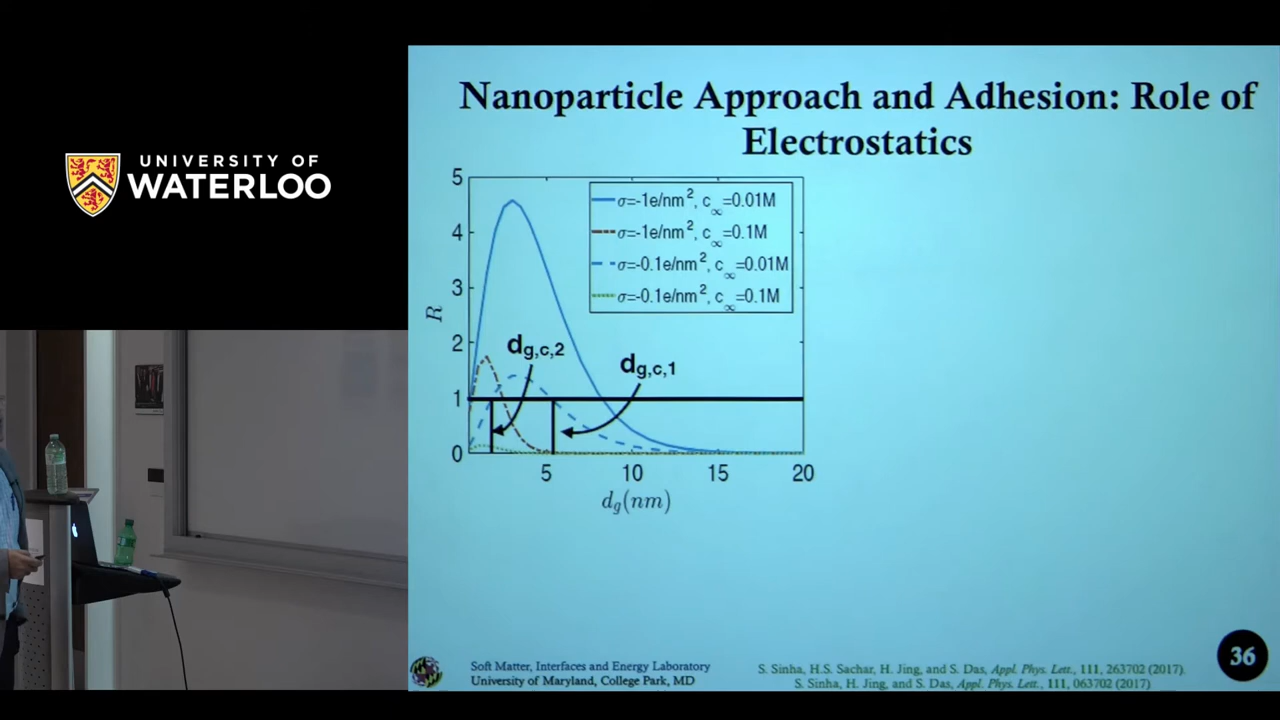 UNIVERSITY OF
WATERLOO
Nanoparticle Approach and Adhesion: Role of
Electrostatics
5
4
3
2
1
0
R
σ=-1e/nm², c∞=0.01M
σ=-1e/nm², c∞=0.1M
σ=-0.1e/nm², c∞=0.01M
σ=-0.1e/nm², c∞=0.1M
dg,c,2
dg,c,1
5 10 15 20
dg(nm)
Soft Matter, Interfaces and Energy Laboratory
University of Maryland, College Park, MD
S. Sinha, H.S. Sachar, H. Jing, and S. Das, Appl. Phys. Lett., 111, 263702 (2017).
S. Sinha, H. Jing, and S. Das, Appl. Phys. Lett., 111, 063702 (2017)
36